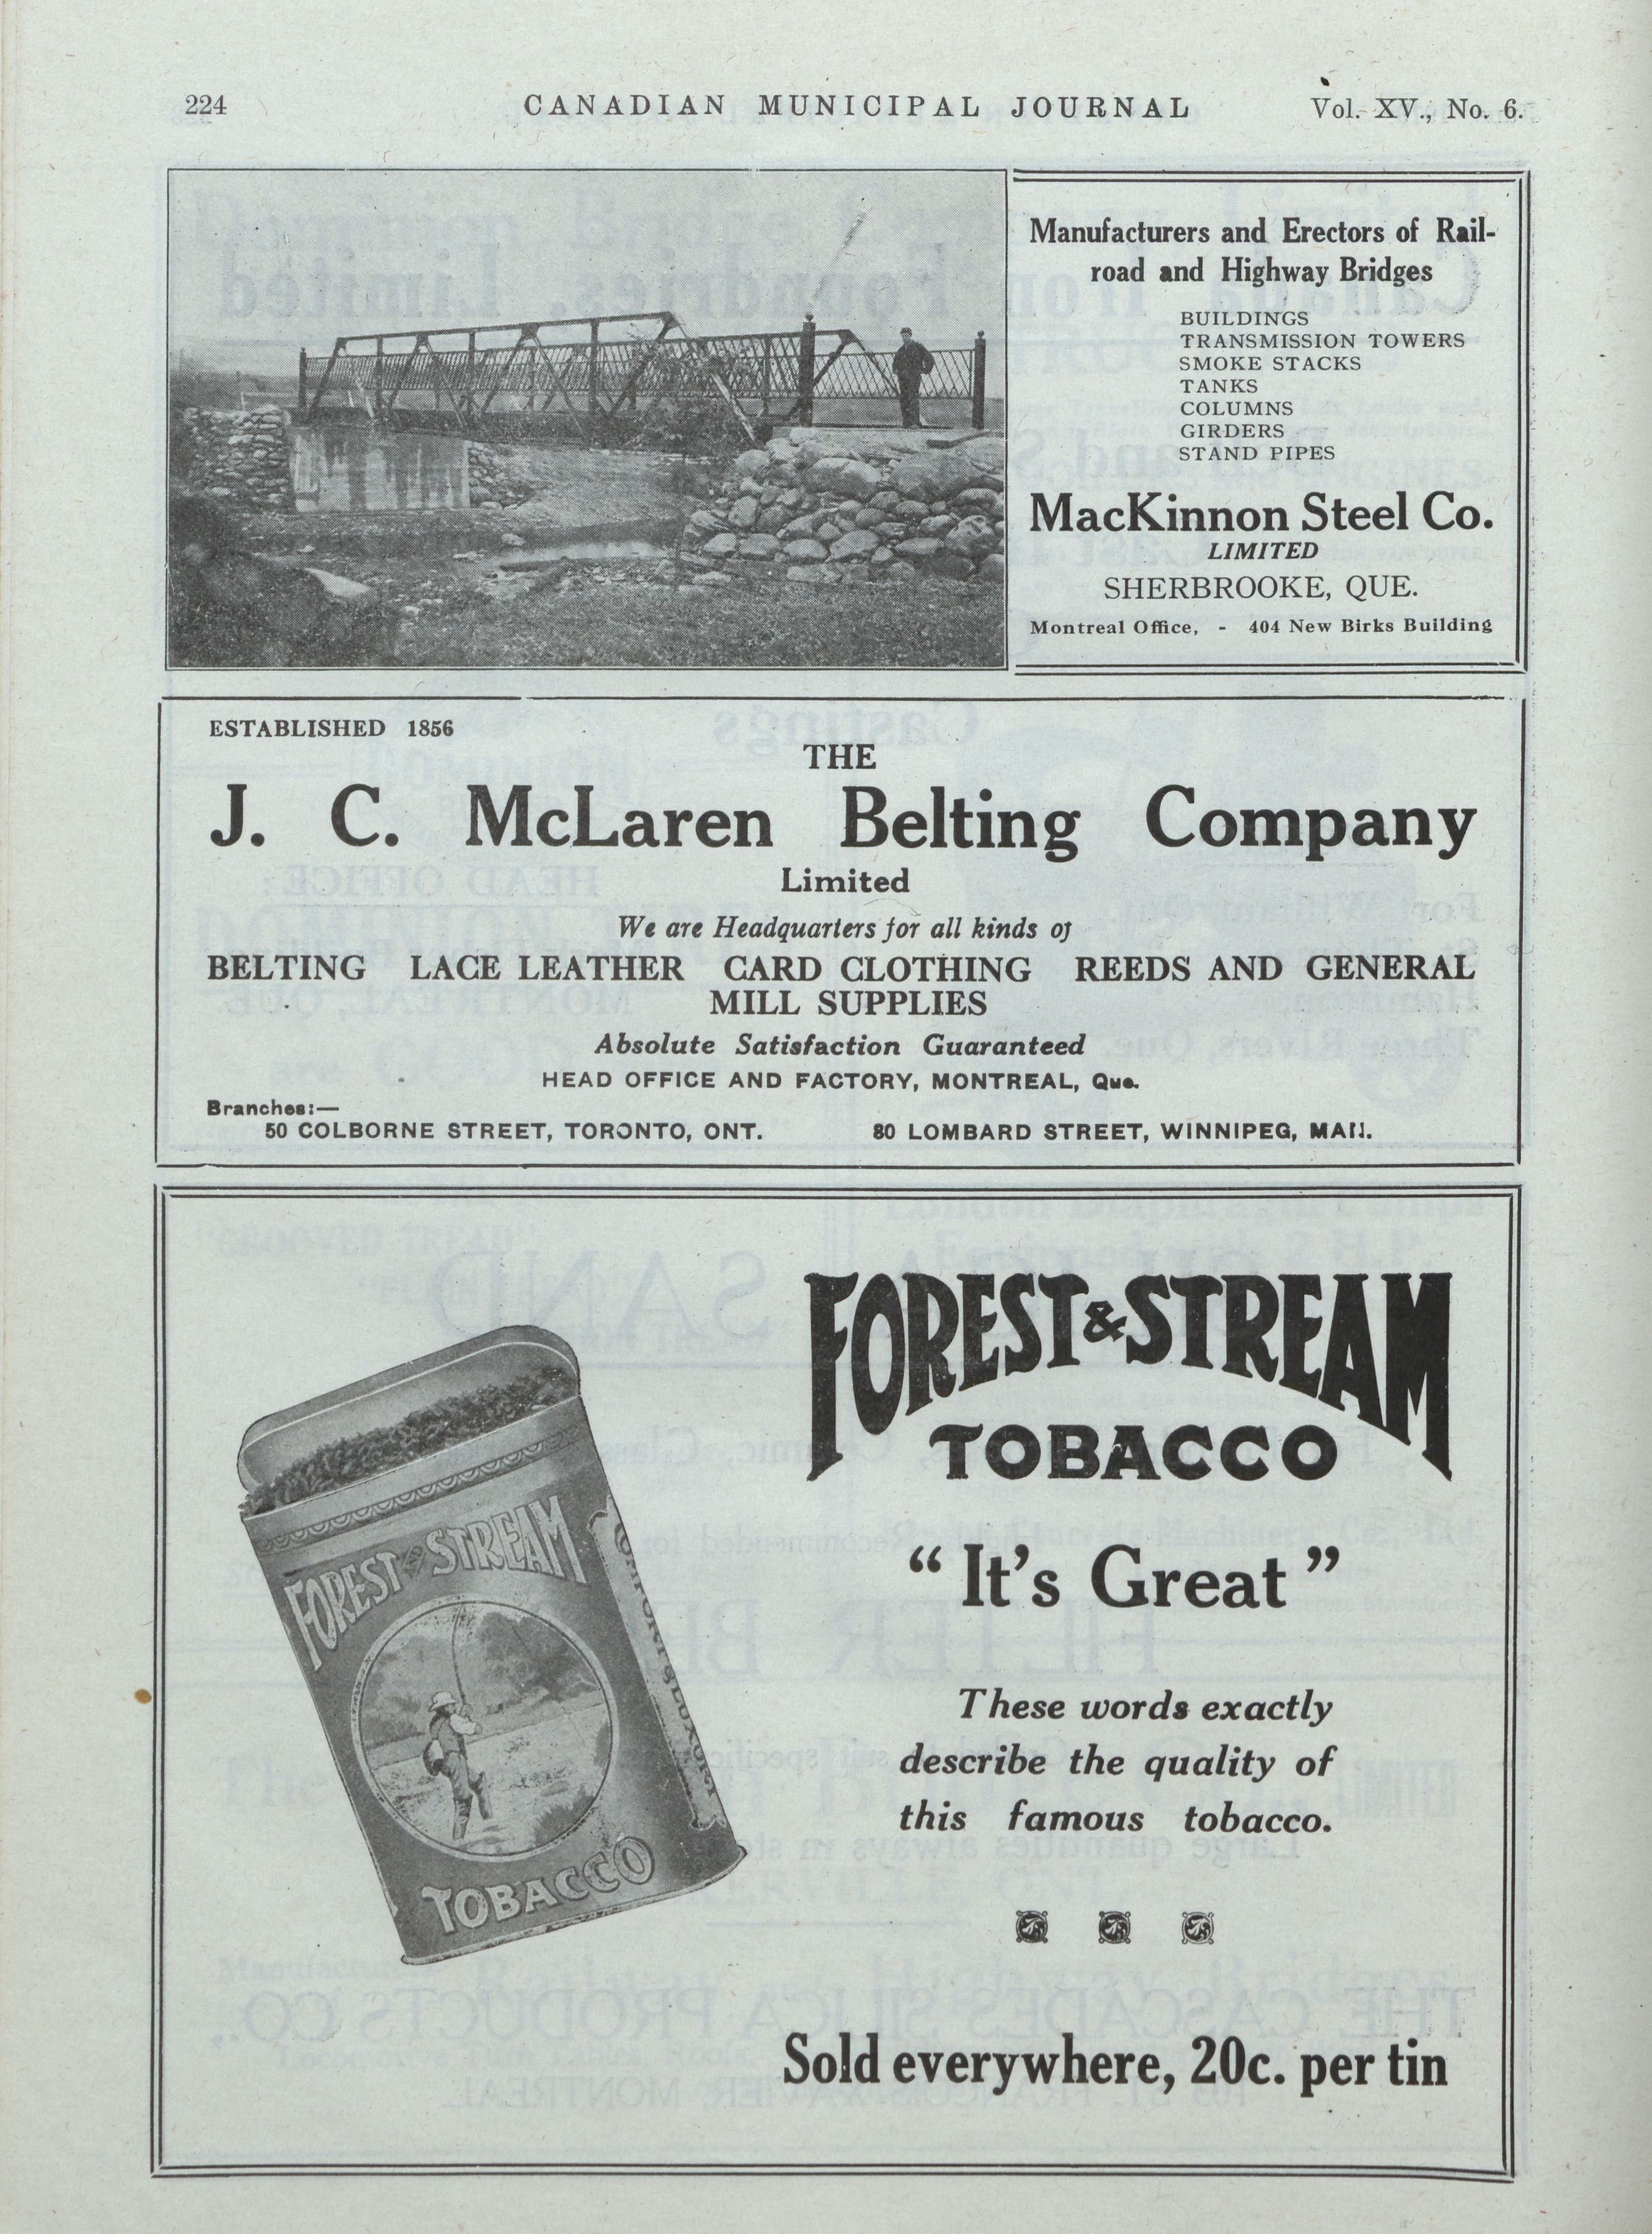 224 CANADIAN MUNICIPAL JOURNAL Vol. XV., No. 6.
Manufacturers and Erectors of Rail-
road and Highway Bridges
BUILDINGS
TRANSMISSION TOWERS
SMOKE STACKS
TANKS
COLUMNS
GIRDERS
STAND PIPES
MacKinnon Steel Co.
LIMITED
SHERBROOKE, QUE.
Montreal Office, - 404 New Birks Building
ESTABLISHED 1856
THE
J. C. McLaren Belting Company
Limited
We are Headquarters for all kinds of
BELTING LACE LEATHER CARD CLOTHING REEDS AND GENERAL
MILL SUPPLIES
Absolute Satisfaction Guaranteed
HEAD OFFICE AND FACTORY, MONTREAL, Que.
Branches:—
50 COLBORNE STREET, TORONTO, ONT. 80 LOMBARD STREET, WINNIPEG, MAN.
FOREST AND STREAM
TOBACCO
COMFORT & LUXURY
FOREST & STREAM
TOBACCO
“It's Great”
These words exactly
describe the quality of
this famous tobacco.
Sold everywhere, 20c. per tin